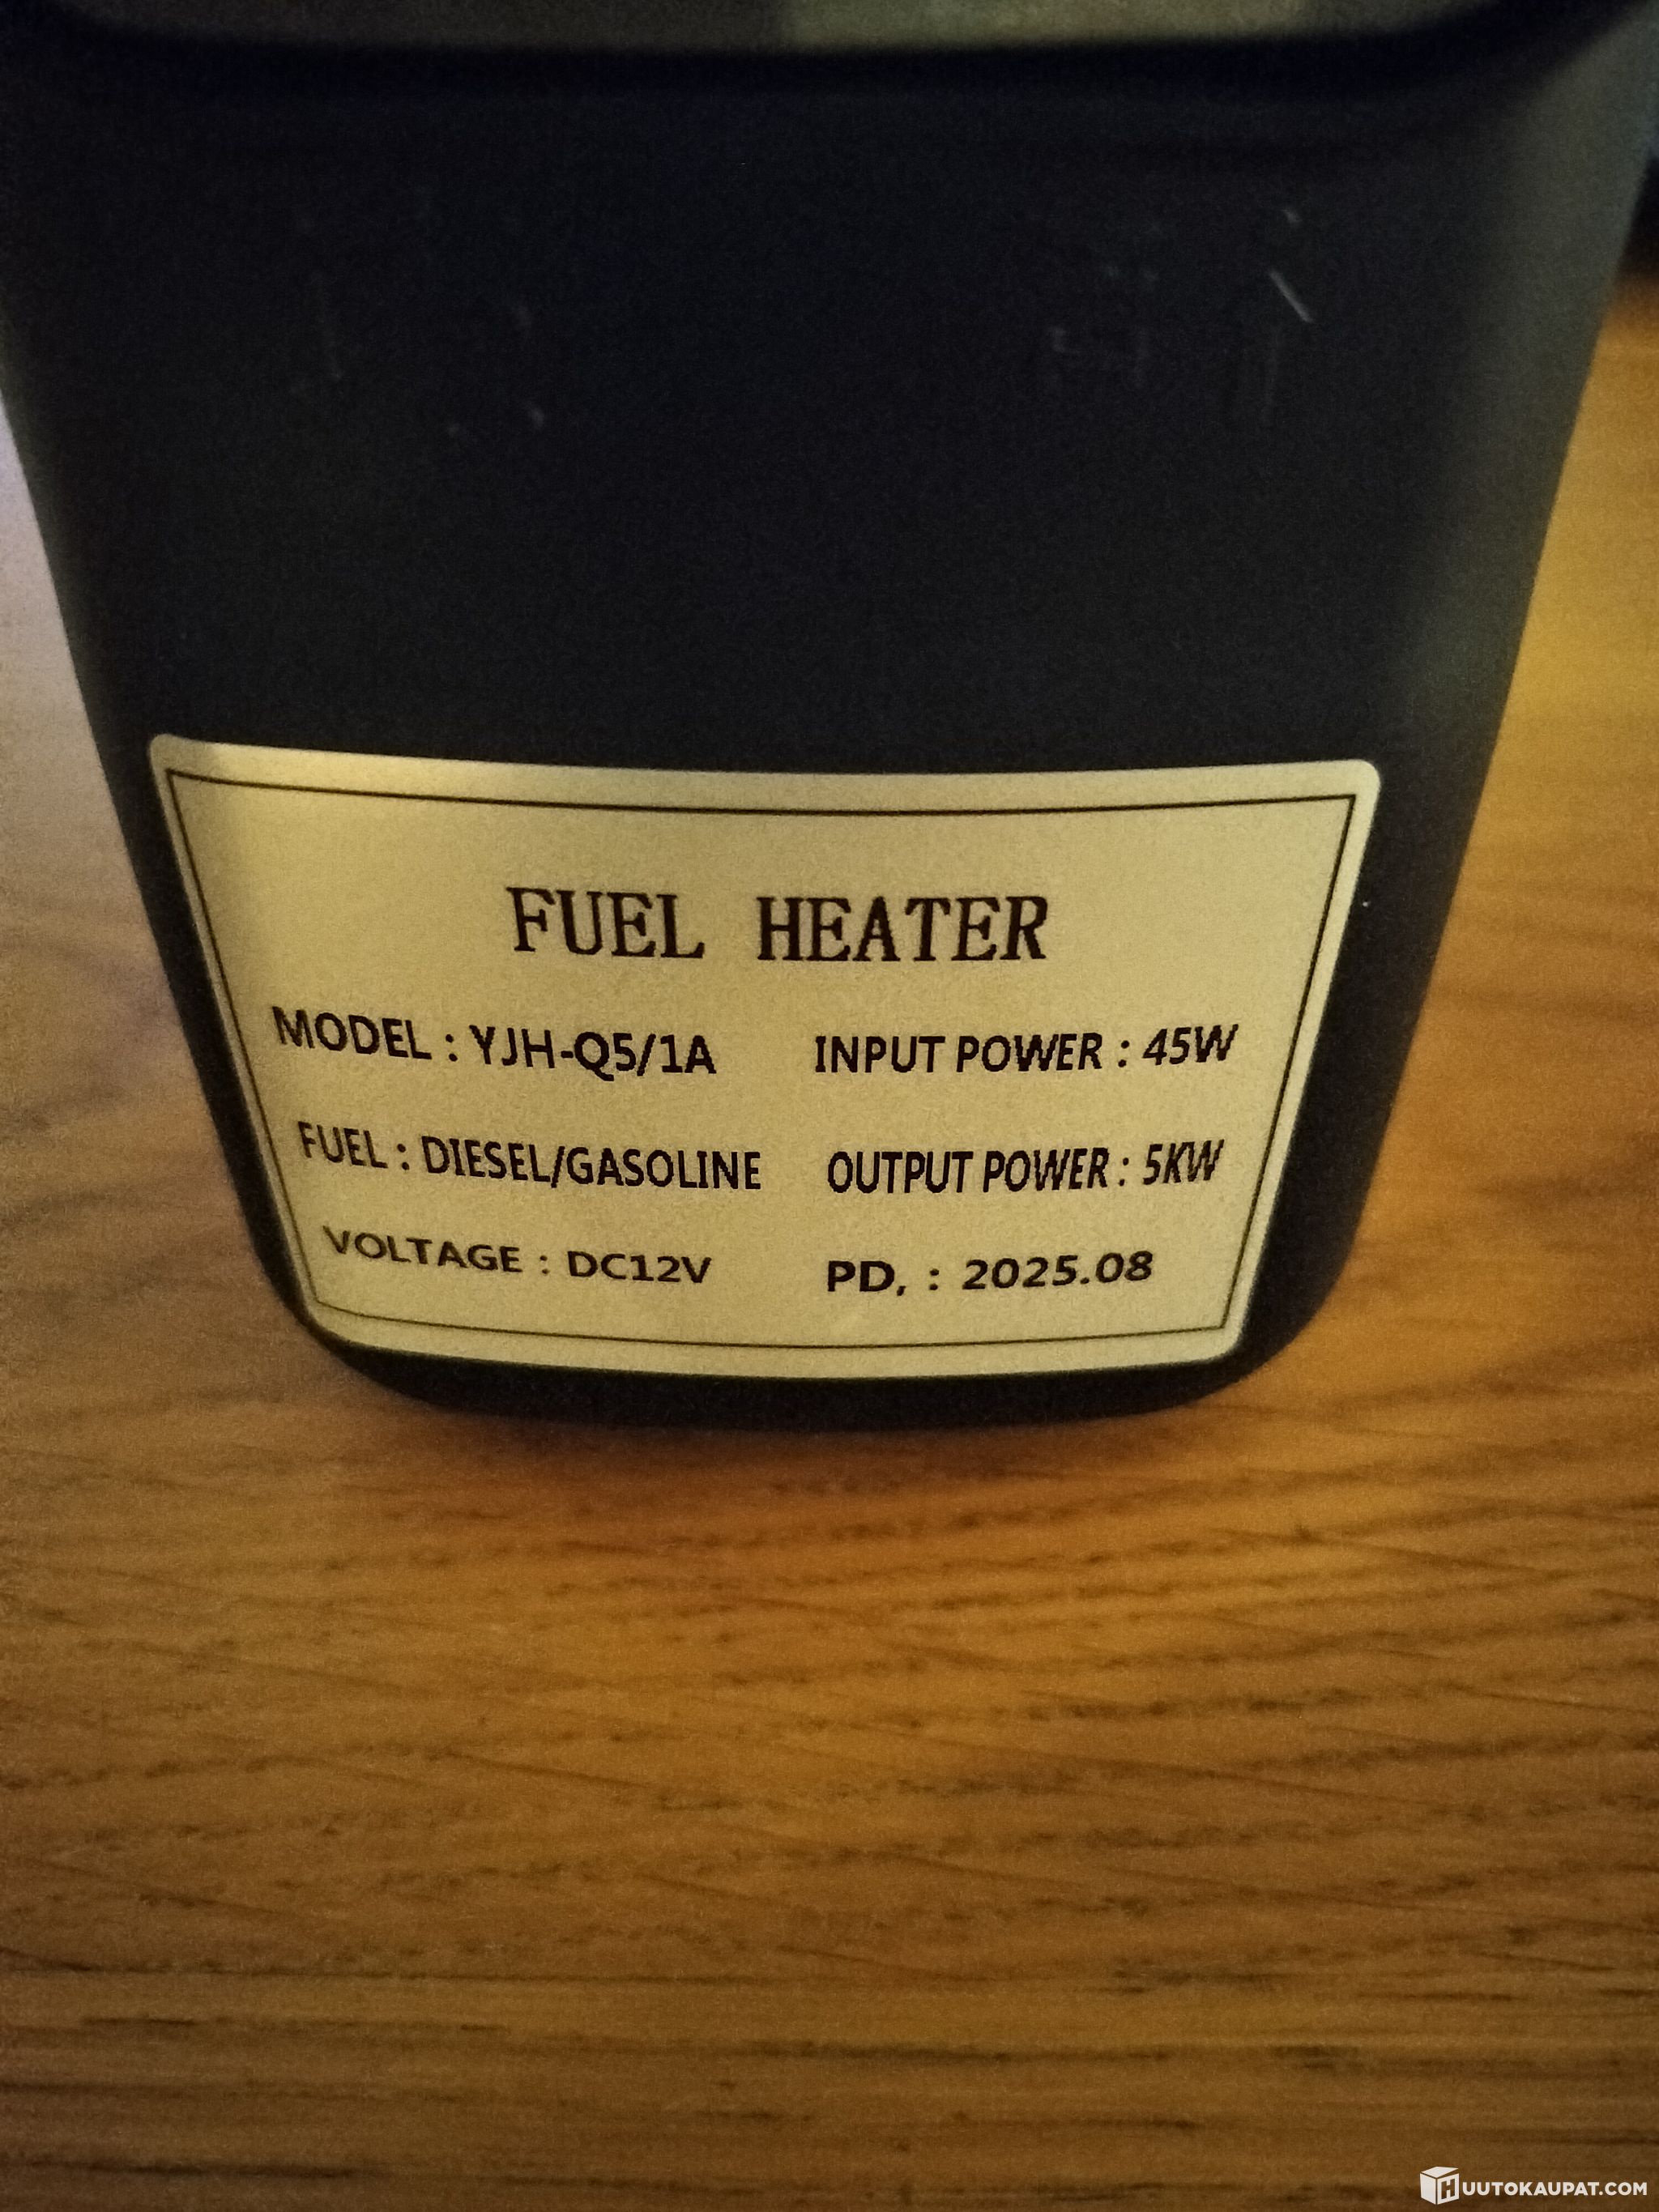 FUEL HEATER
MODEL : YJH-Q5/1A INPUT POWER : 45W
FUEL : DIESEL/GASOLINE OUTPUT POWER : 5KW
VOLTAGE : DC12V PD, : 2025.08
HUUTOKAUPAT.COM